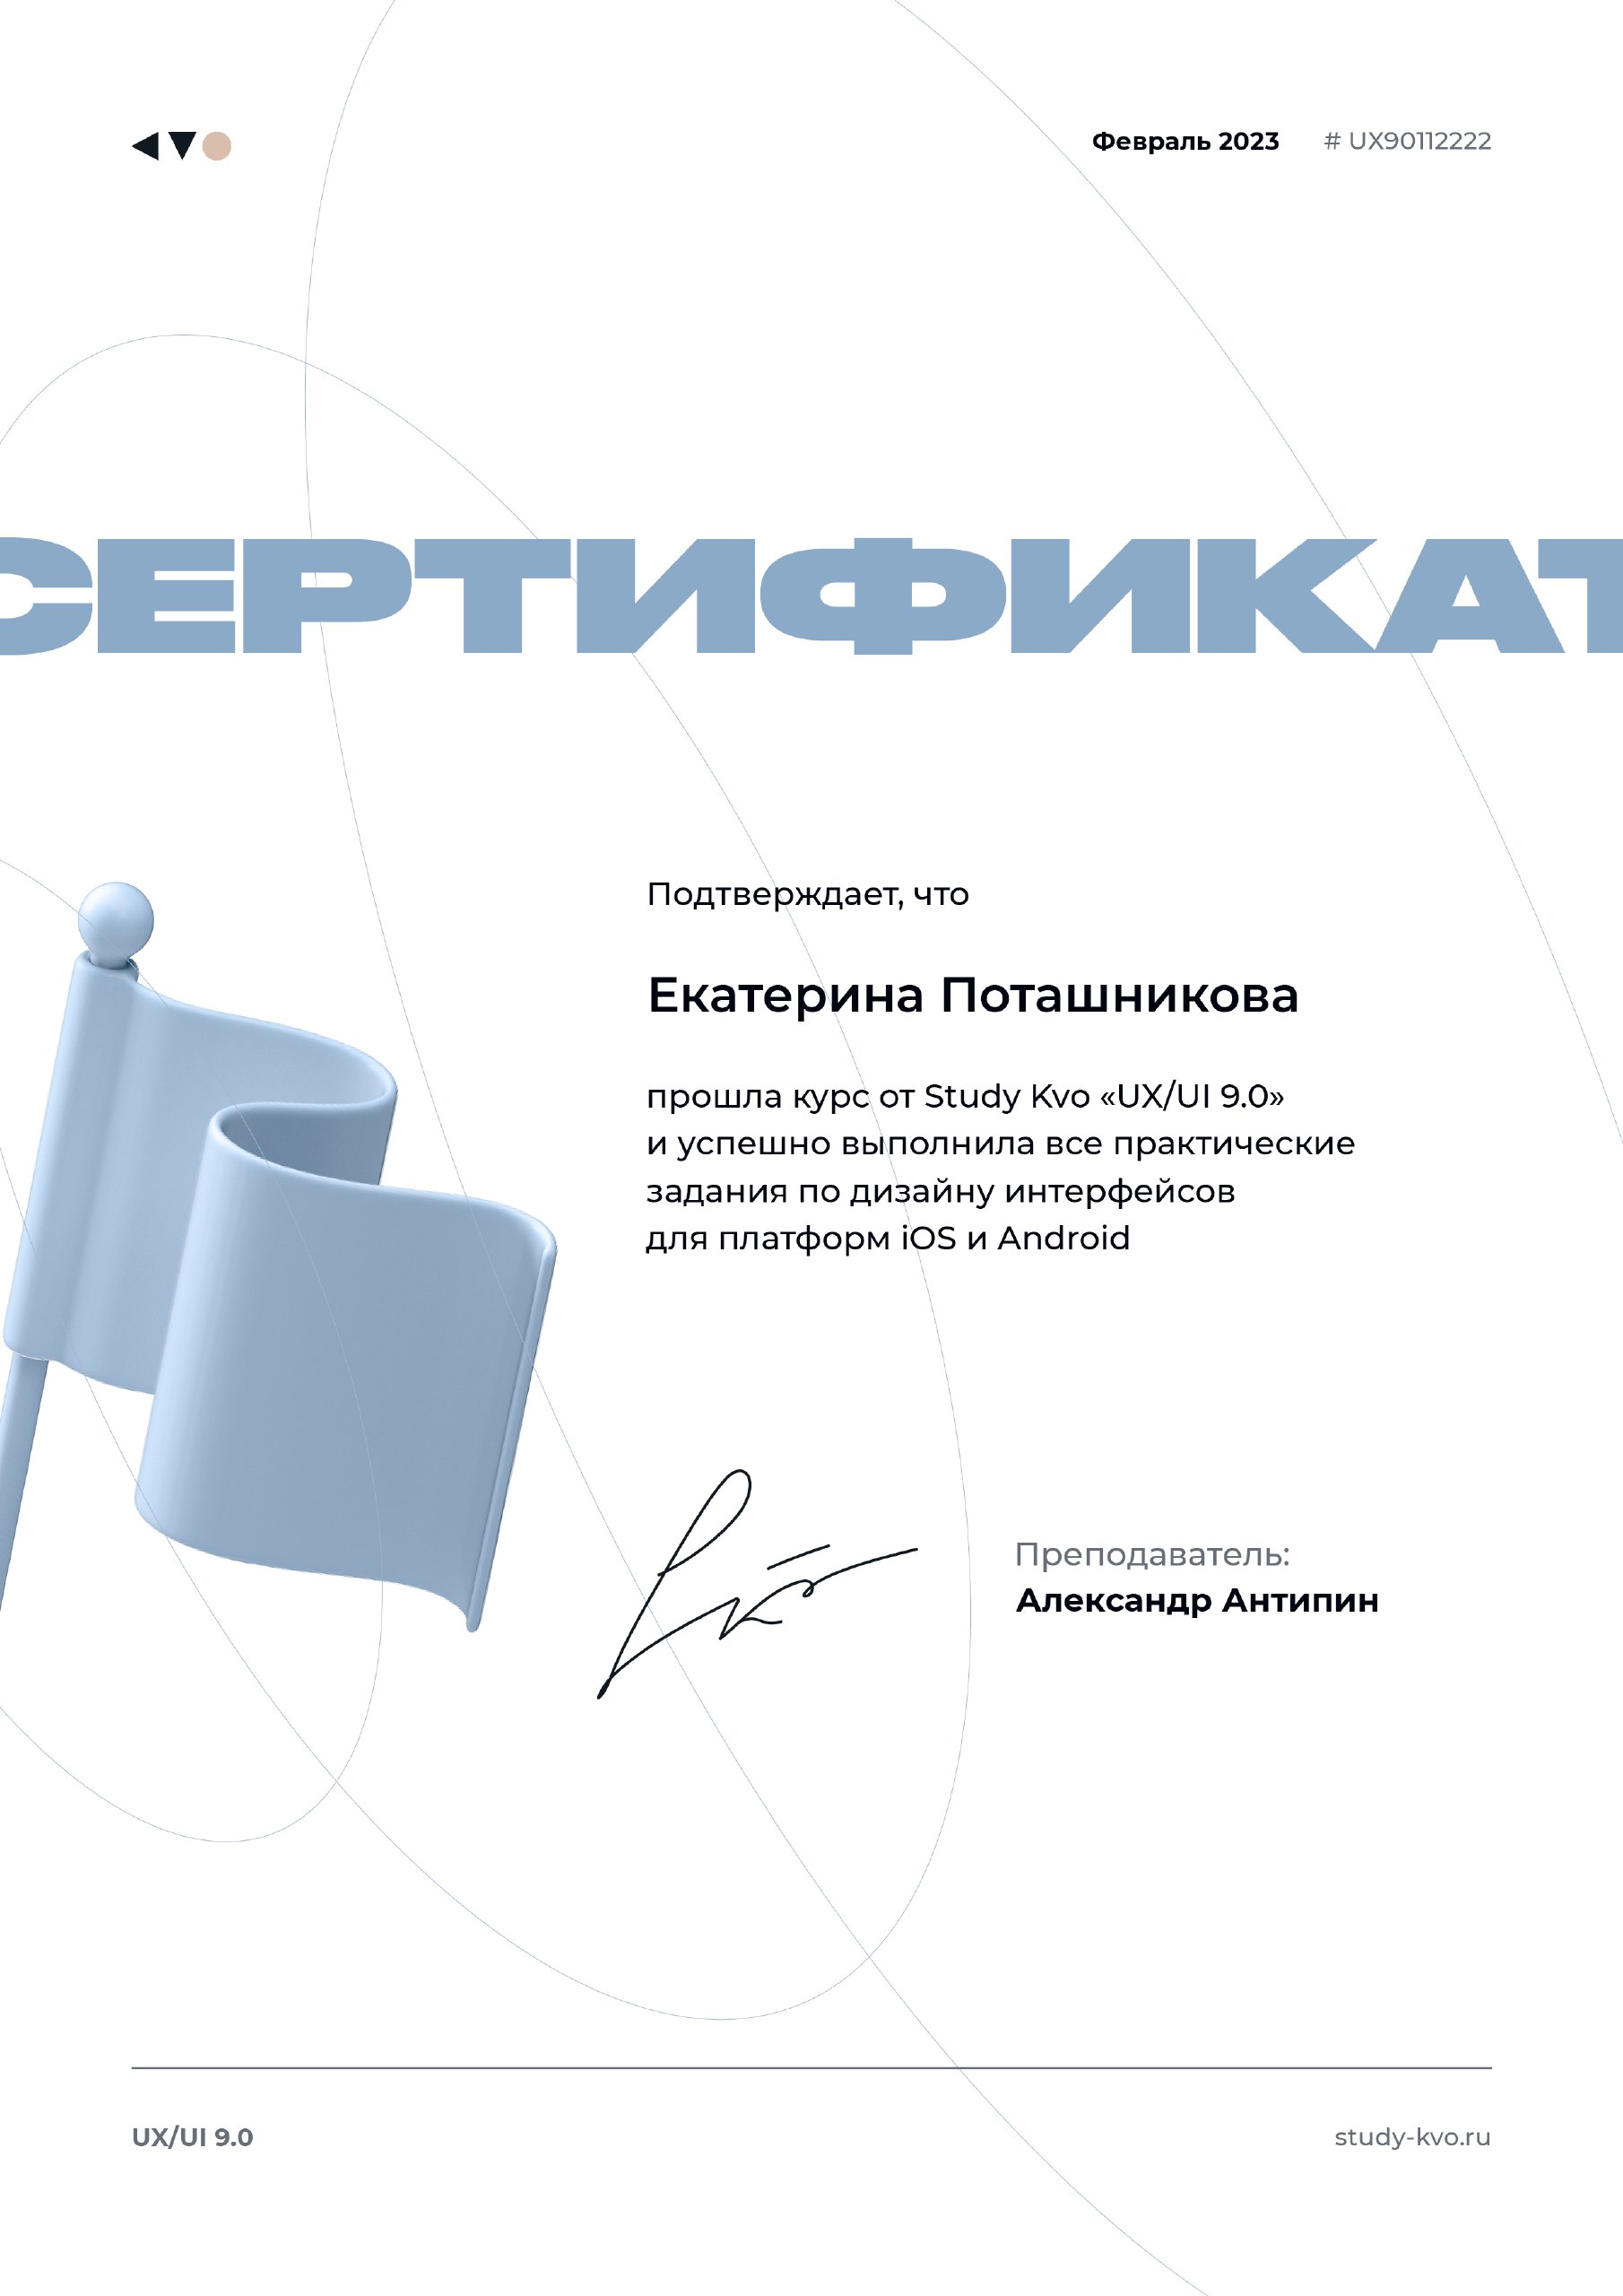 Февраль 2023 # UX90112222
СЕРТИФИКАТ
Подтверждает, что
Екатерина Поташникова
прошла курс от Study Kvo «UX/UI 9.0»
и успешно выполнила все практические
задания по дизайну интерфейсов
для платформ iOS и Android
Преподаватель:
Александр Антипин
UX/UI 9.0 study-kvo.ru